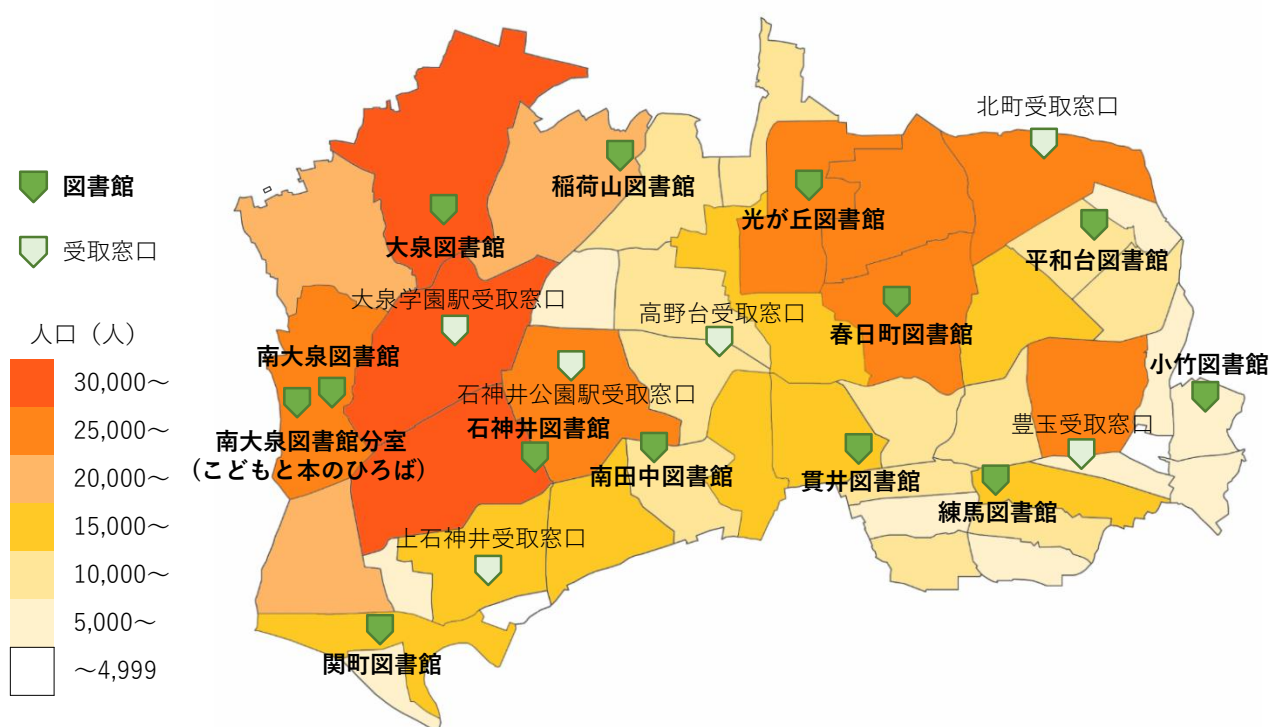 図書館
受取窓口
人口（人）
30,000～
25,000～
20,000～
15,000～
10,000～
5,000～
～4,999
北町受取窓口
稲荷山図書館
光が丘図書館
大泉図書館
平和台図書館
大泉学園駅受取窓口
高野台受取窓口
春日町図書館
南大泉図書館
小竹図書館
石神井公園駅受取窓口
石神井図書館
豊玉受取窓口
南大泉図書館分室
（こどもと本のひろば）
南田中図書館
貫井図書館
練馬図書館
上石神井受取窓口
関町図書館